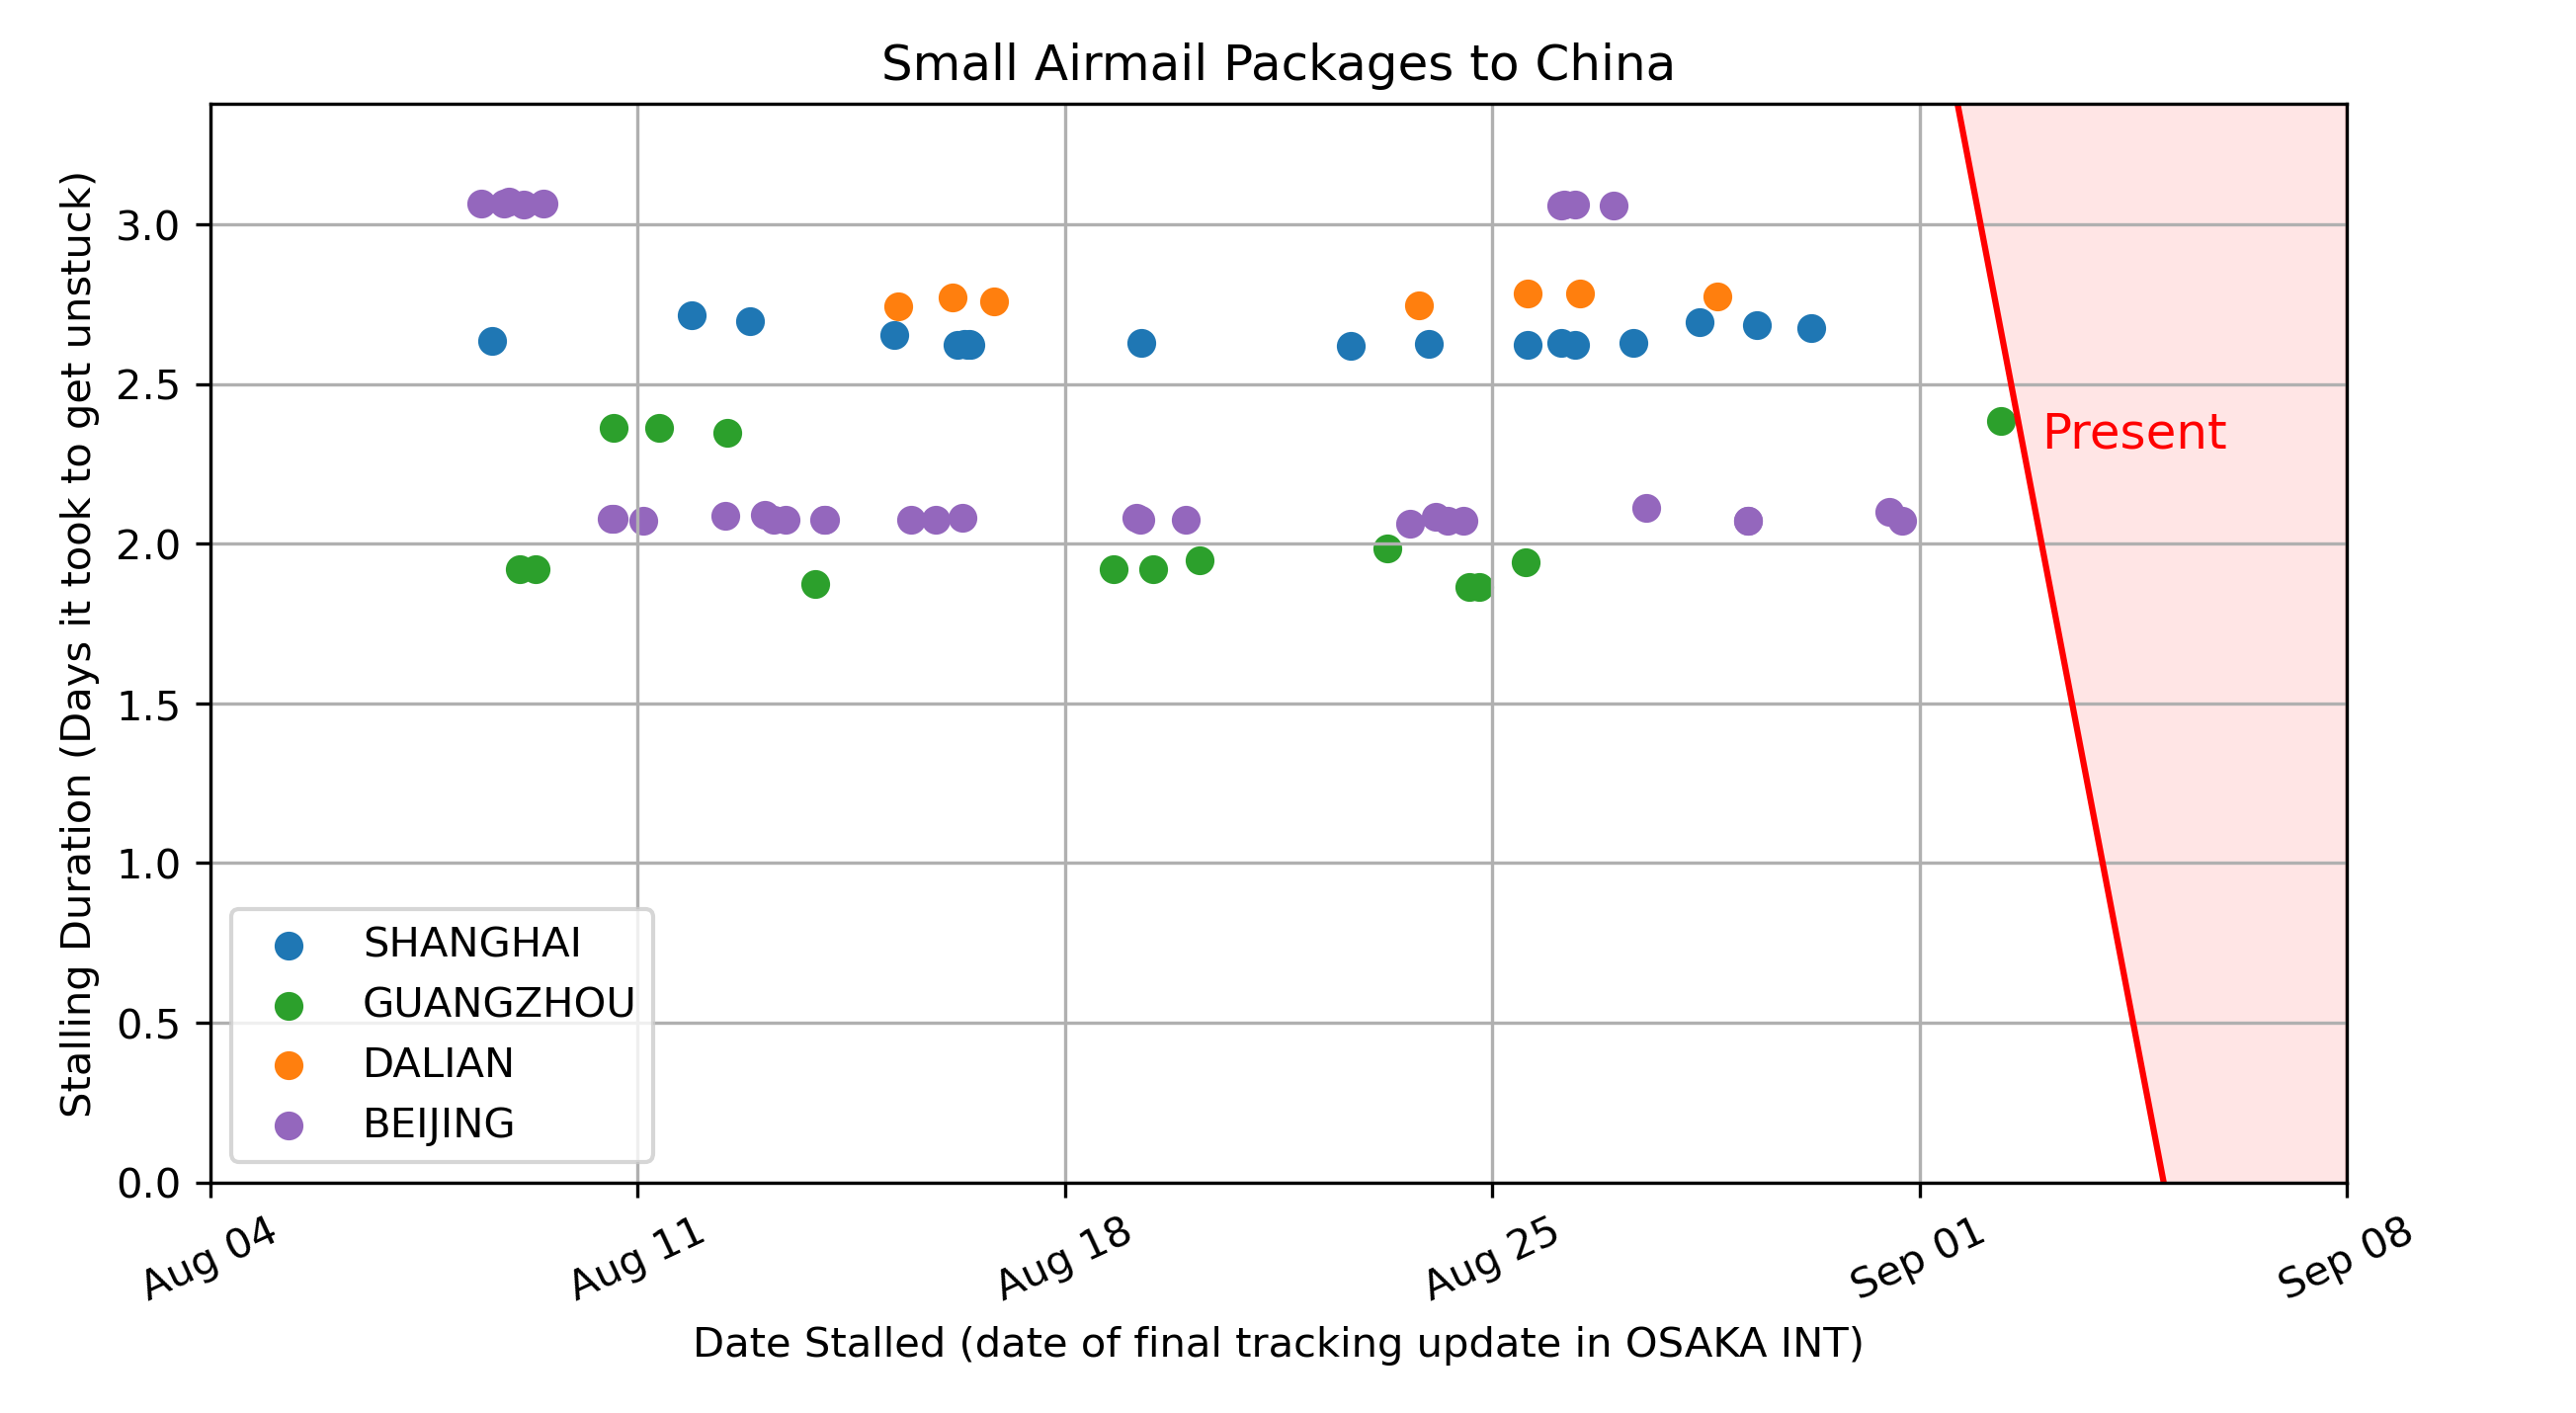 Small Airmail Packages to China
Stalling Duration (Days it took to get unstuck)
3.0
2.5
2.0
1.5
1.0
0.5
0.0
Present
SHANGHAI
GUANGZHOU
DALIAN
BEIJING
Aug 04
Aug 11
Aug 18
Aug 25
Sep 01
Sep 08
Date Stalled (date of final tracking update in OSAKA INT)